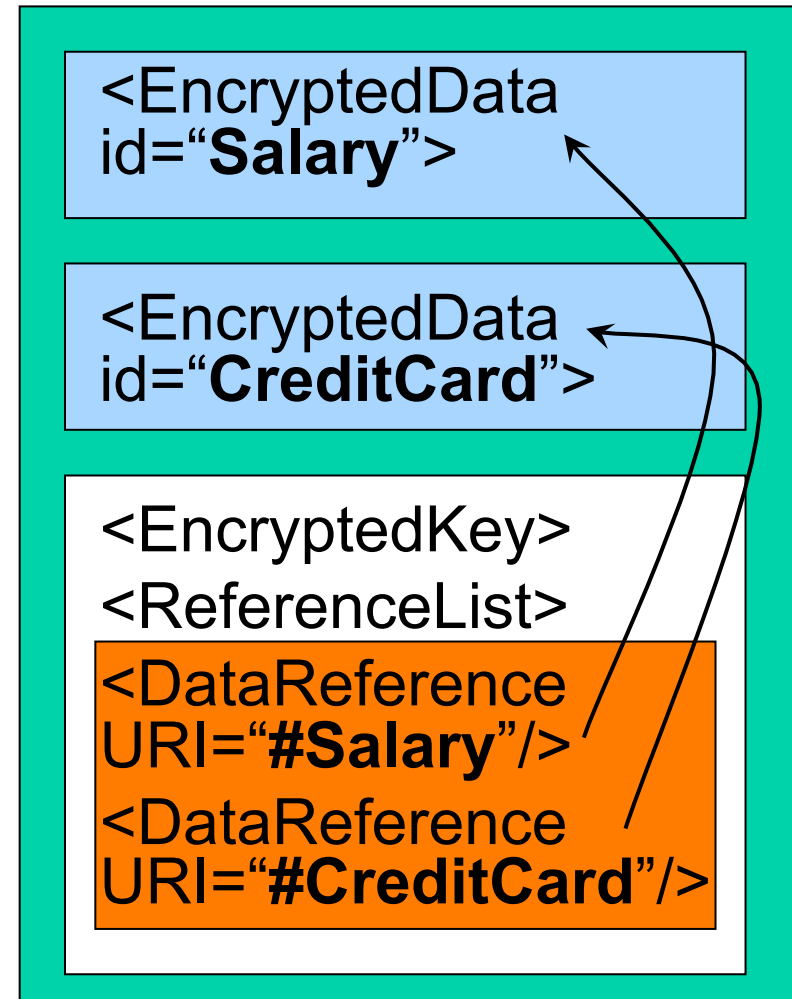 <EncryptedData
id=“Salary”>
<EncryptedData
id=“CreditCard”>
<EncryptedKey>
<ReferenceList>
<DataReference
URI=“#Salary”/>
<DataReference
URI=“#CreditCard”/>